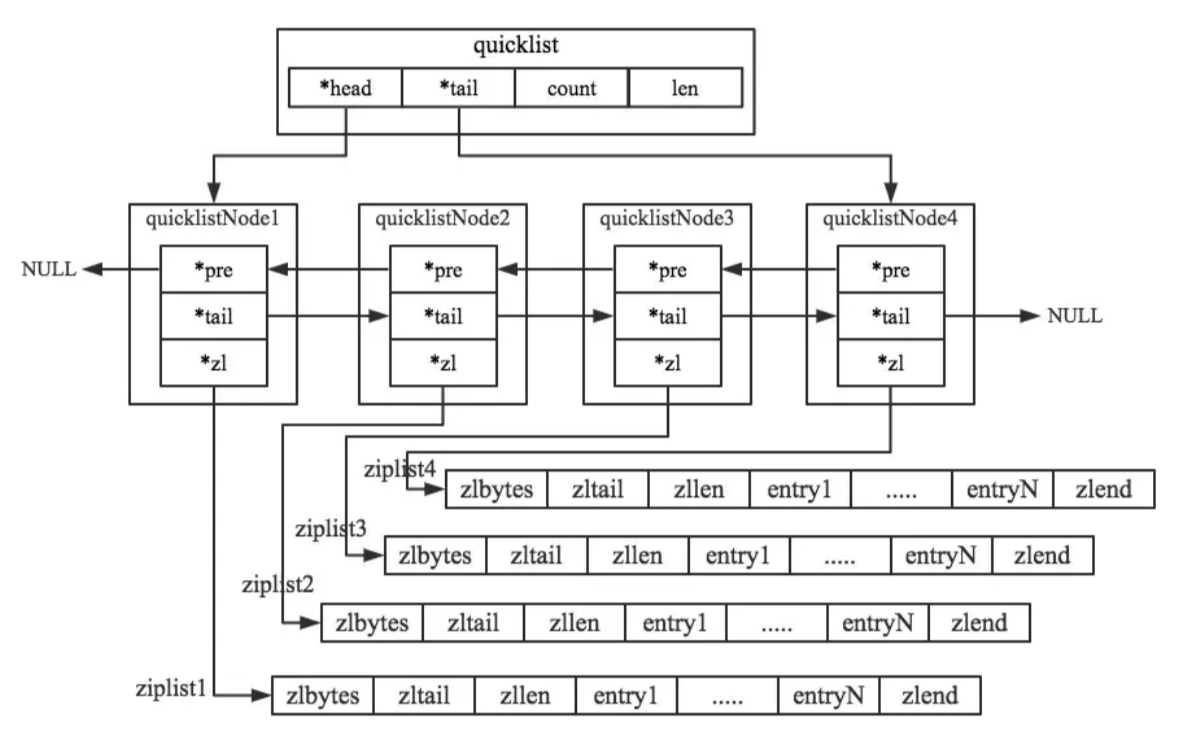 quicklist
*head *tail count len
quicklistNode1 quicklistNode2 quicklistNode3 quicklistNode4
NULL *pre *pre *pre *pre
*tail *tail *tail *tail NULL
*zl *zl *zl *zl
ziplist4
zlbytes zltail zllen entry1 ..... entryN zlend
ziplist3
zlbytes zltail zllen entry1 ..... entryN zlend
ziplist2
zlbytes zltail zllen entry1 ..... entryN zlend
ziplist1
zlbytes zltail zllen entry1 ..... entryN zlend